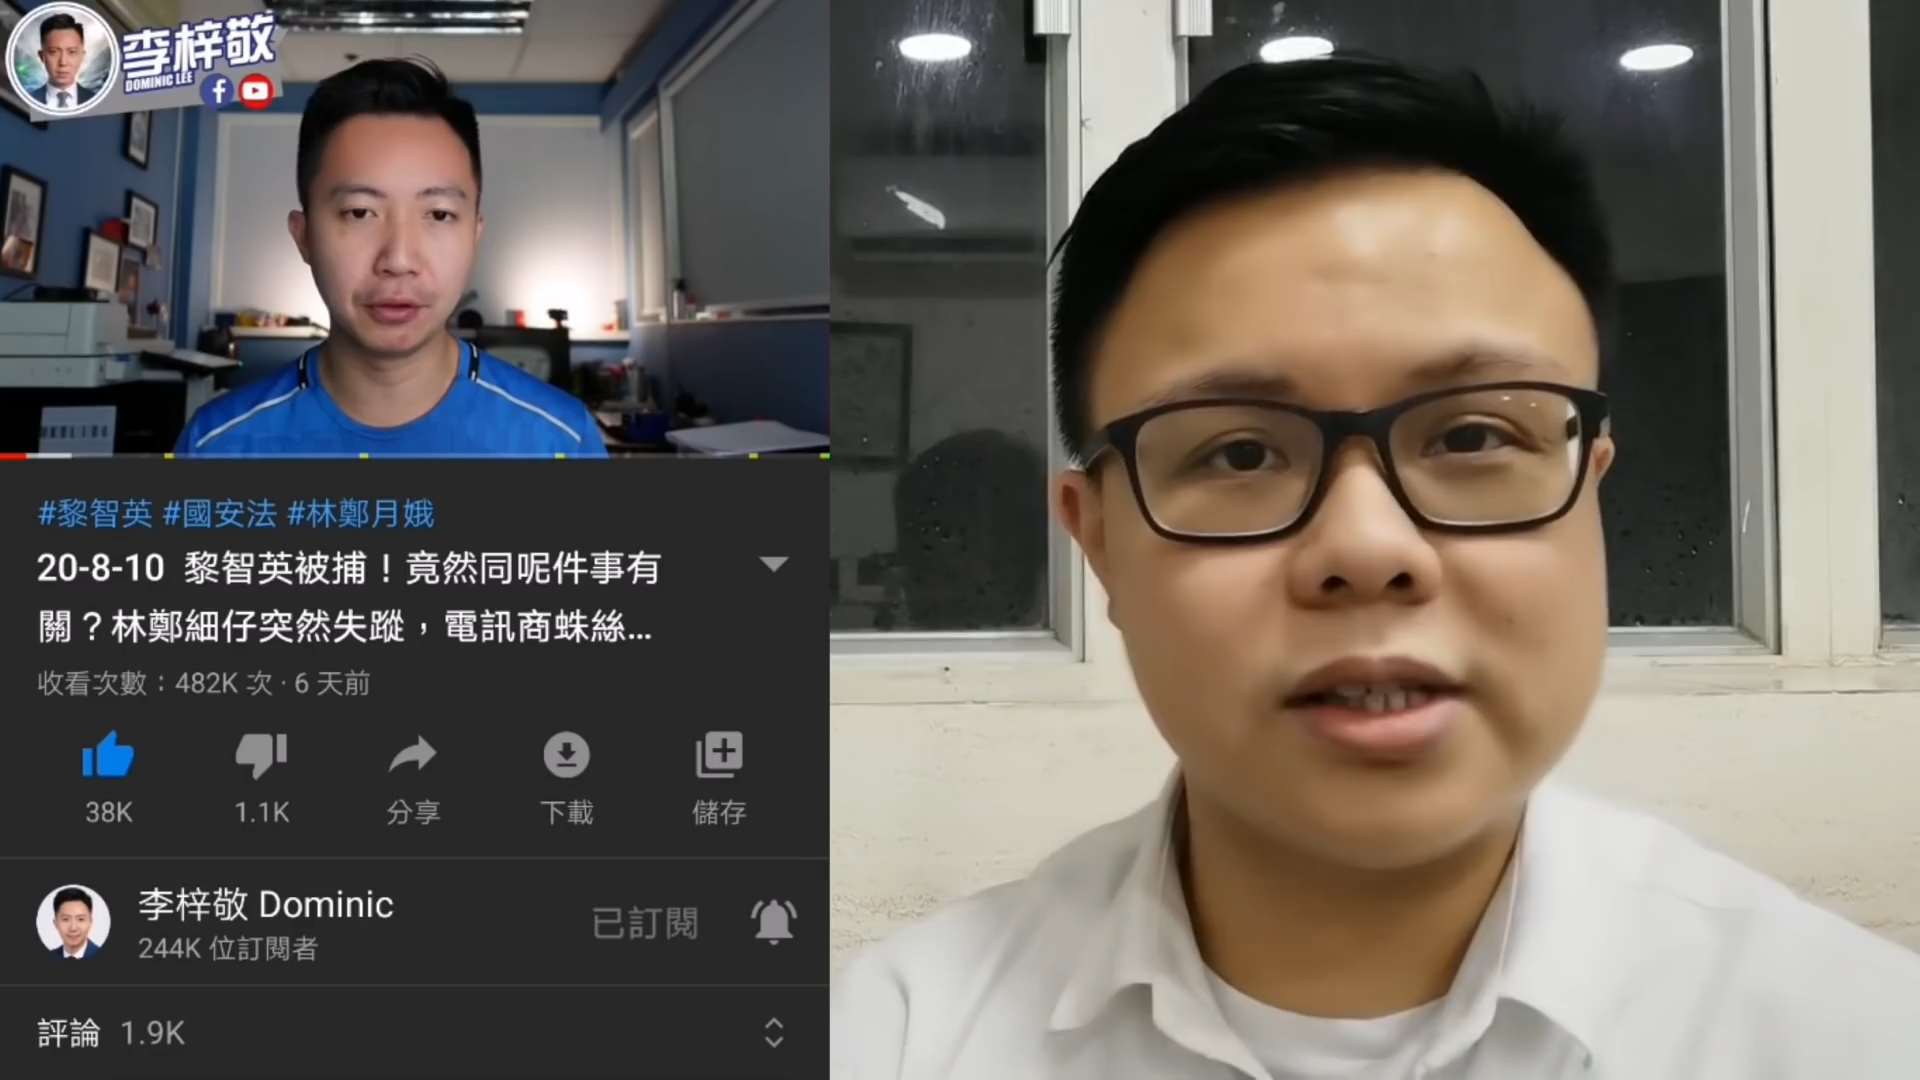 李梓敬
DOMINIC LEE
#黎智英 #國安法 #林鄭月娥
20-8-10 黎智英被捕！竟然同呢件事有
關？林鄭細仔突然失蹤，電訊商蛛絲...
收看次數：482K 次 · 6 天前
38K
1.1K
分享
下載
儲存
李梓敬 Dominic
244K 位訂閱者
已訂閱
評論 1.9K